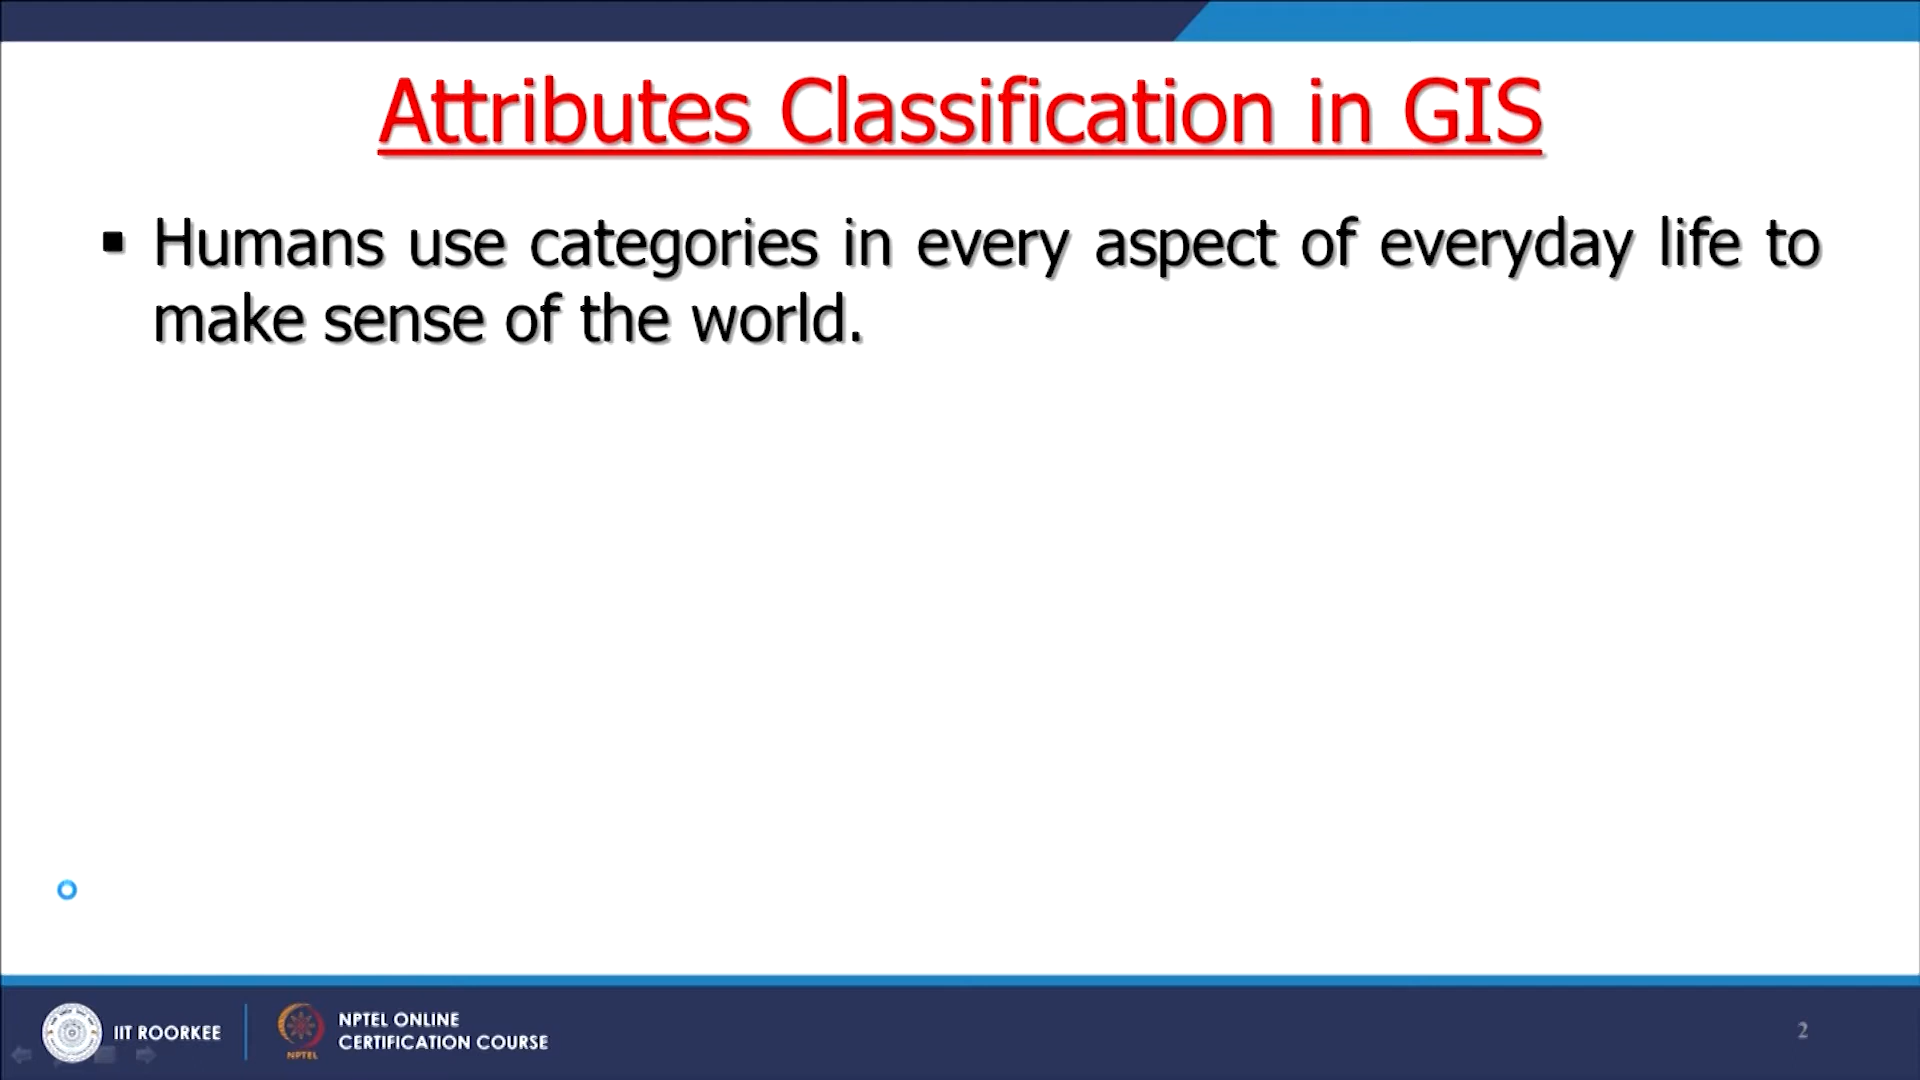 Attributes Classification in GIS
▪ Humans use categories in every aspect of everyday life to
make sense of the world.
IIT ROORKEE
NPTEL
NPTEL ONLINE
CERTIFICATION COURSE
2